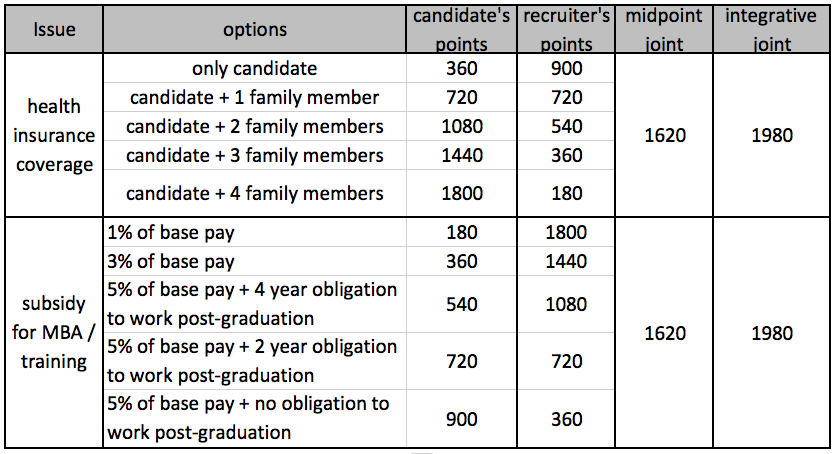 Issue options candidate's points recruiter's points midpoint joint integrative joint
health insurance coverage
only candidate 360 900
candidate + 1 family member 720 720
candidate + 2 family members 1080 540 1620 1980
candidate + 3 family members 1440 360
candidate + 4 family members 1800 180
subsidy for MBA / training
1% of base pay 180 1800
3% of base pay 360 1440
5% of base pay + 4 year obligation
to work post-graduation 540 1080 1620 1980
5% of base pay + 2 year obligation
to work post-graduation 720 720
5% of base pay + no obligation to
work post-graduation 900 360